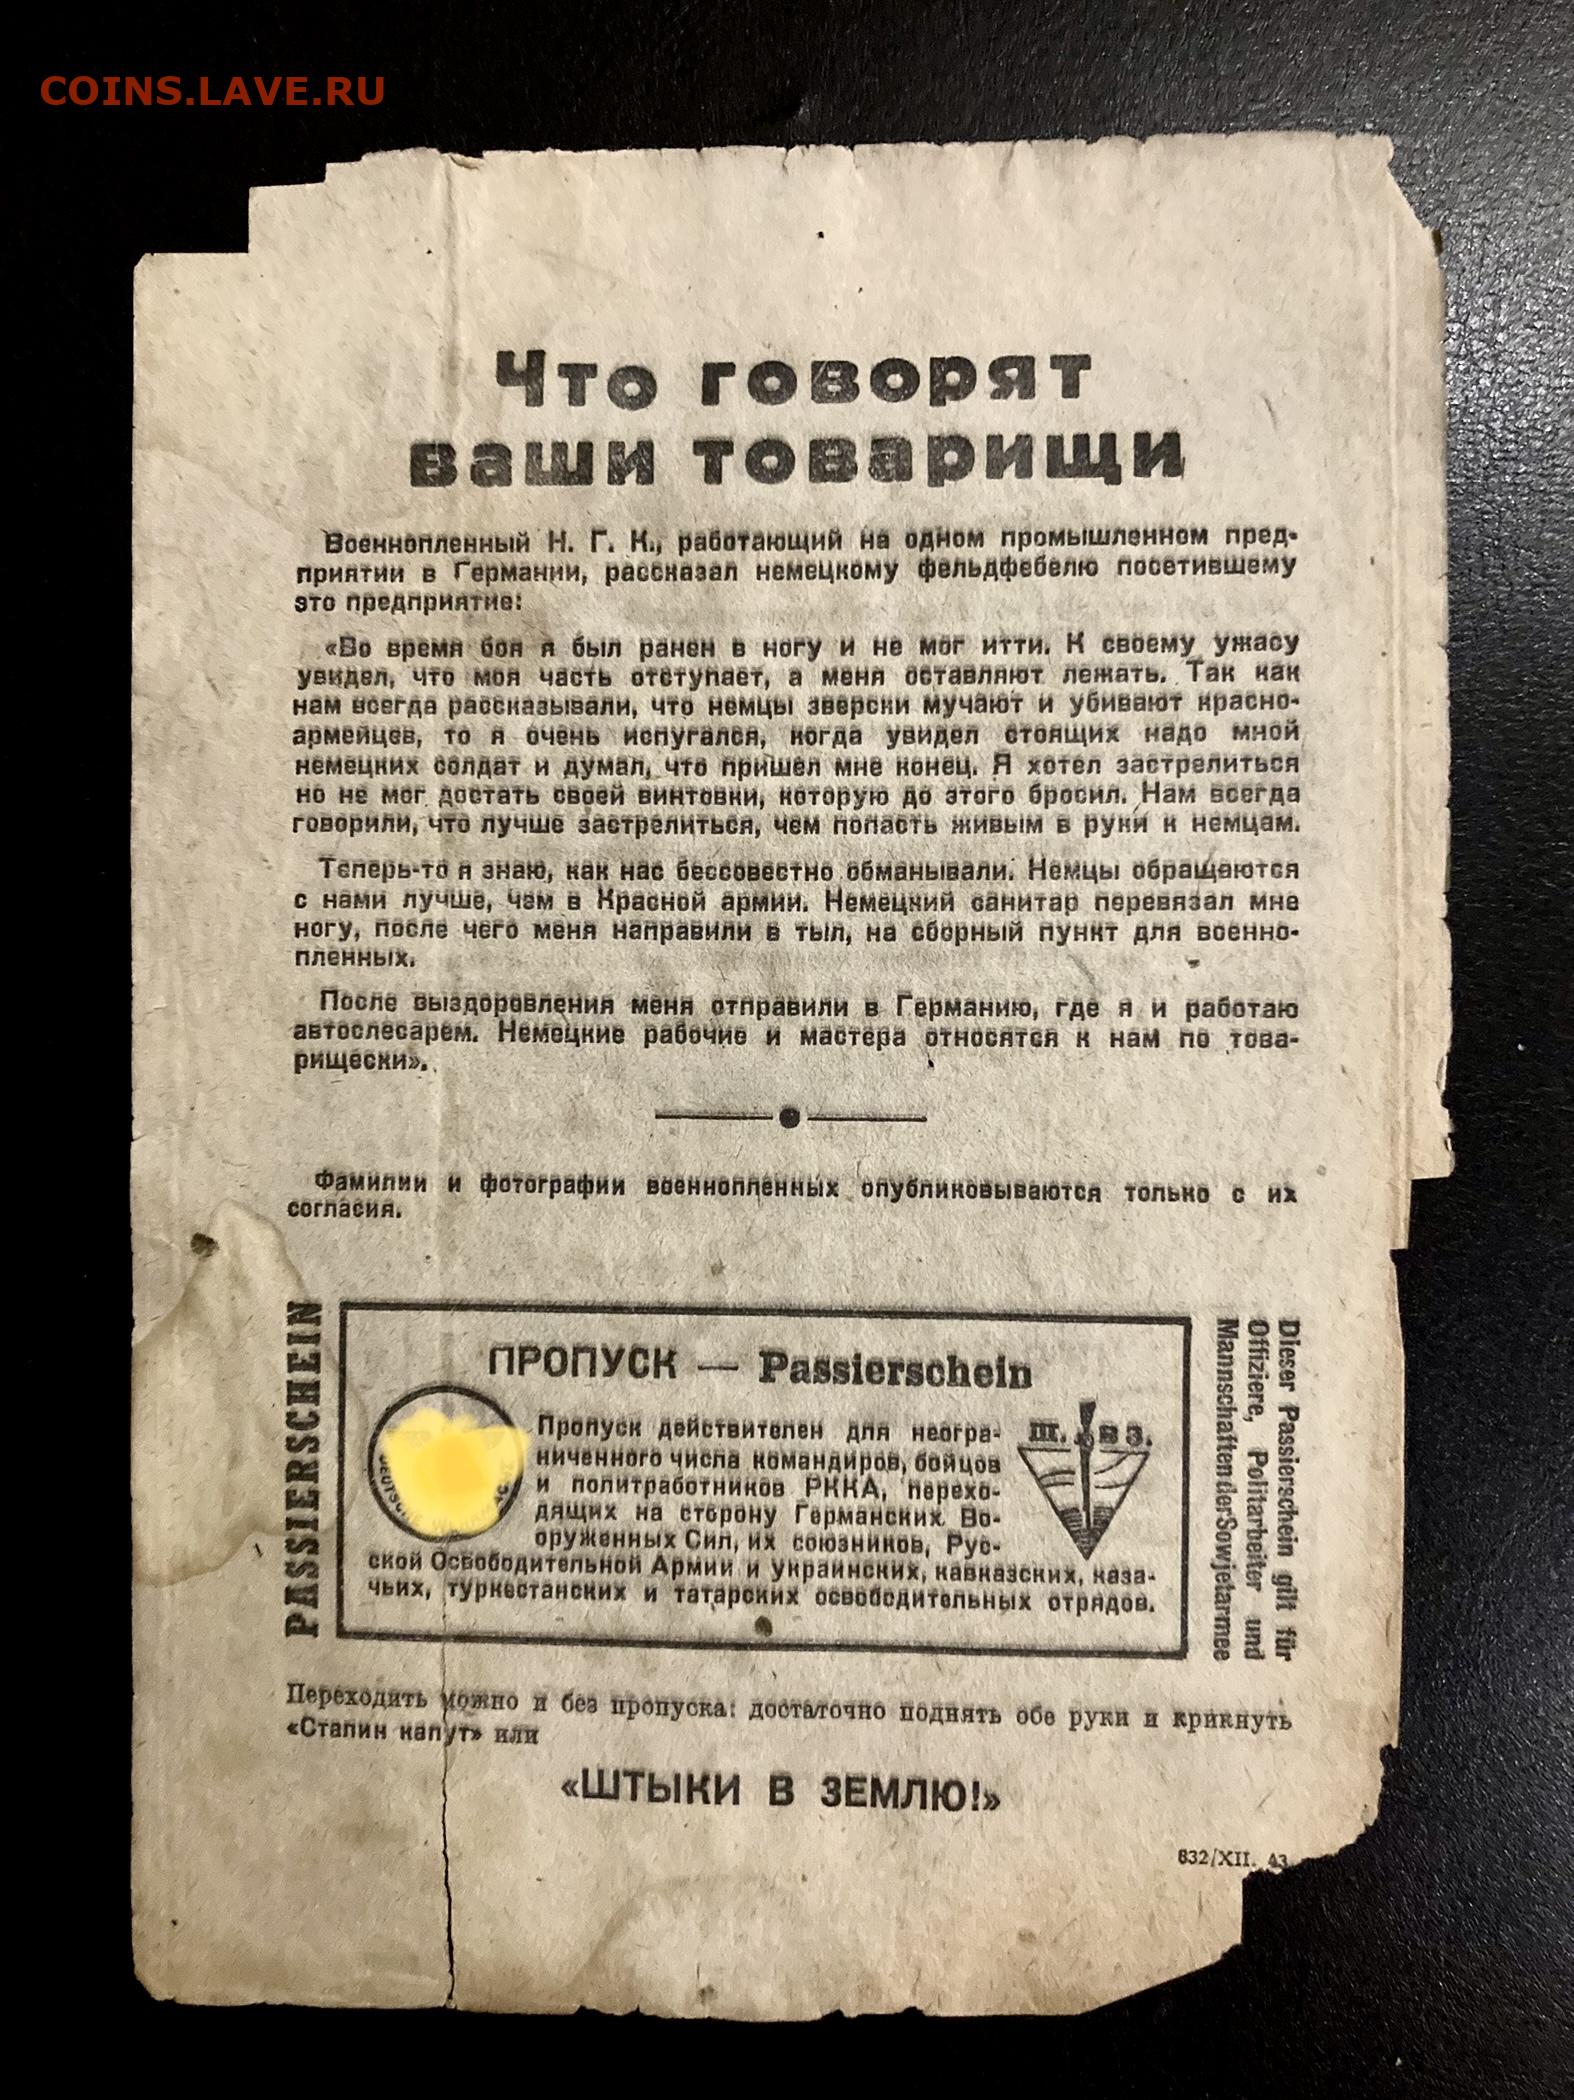 COINS.LAVE.RU
Что говорят
ваши товарищи
Военнопленный Н. Г. К., работающий на одном промышленном пред-
приятии в Германии, рассказал немецкому фельдфебелю посетившему
это предприятие:
«Во время боя я был ранен в ногу и не мог итти. К своему ужасу
увидел, что моя часть отступает, а меня оставляют лежать. Так как
нам всегда рассказывали, что немцы зверски мучают и убивают красно-
армейцев, то я очень испугался, когда увидел стоящих надо мной
немецких солдат и думал, что пришел мне конец. Я хотел застрелиться
но не мог достать своей винтовки, которую до этого бросил. Нам всегда
говорили, что лучше застрелиться, чем попасть живым в руки к немцам.
Теперь-то я знаю, как нас бессовестно обманывали. Немцы обращаются
с нами лучше, чем в Красной армии. Немецкий санитар перевязал мне
ногу, после чего меня направили в тыл, на сборный пункт для военно-
пленных.
После выздоровления меня отправили в Германию, где я и работаю
автослесарем. Немецкие рабочие и мастера относятся к нам по това-
рищески».
Фамилии и фотографии военнопленных опубликовываются только с их
согласия.
PASSIERSCHEIN
ПРОПУСК — Passierschein
Пропуск действителен для неогра-
ниченного числа командиров, бойцов
и политработников РККА, перехо-
дящих на сторону Германских Во-
оруженных Сил, их союзников, Рус-
ской Освободительной Армии и украинских, кавказских, каза-
чьих, туркестанских и татарских освободительных отрядов.
Ш. В З.
Dieser Passierschein gilt für
Offiziere, Politarbeiter und
Mannschaften der Sowjetarmee
Переходить можно и без пропуска: достаточно поднять обе руки и крикнуть
«Сталин капут» или
«ШТЫКИ В ЗЕМЛЮ!»
632/XII. 43